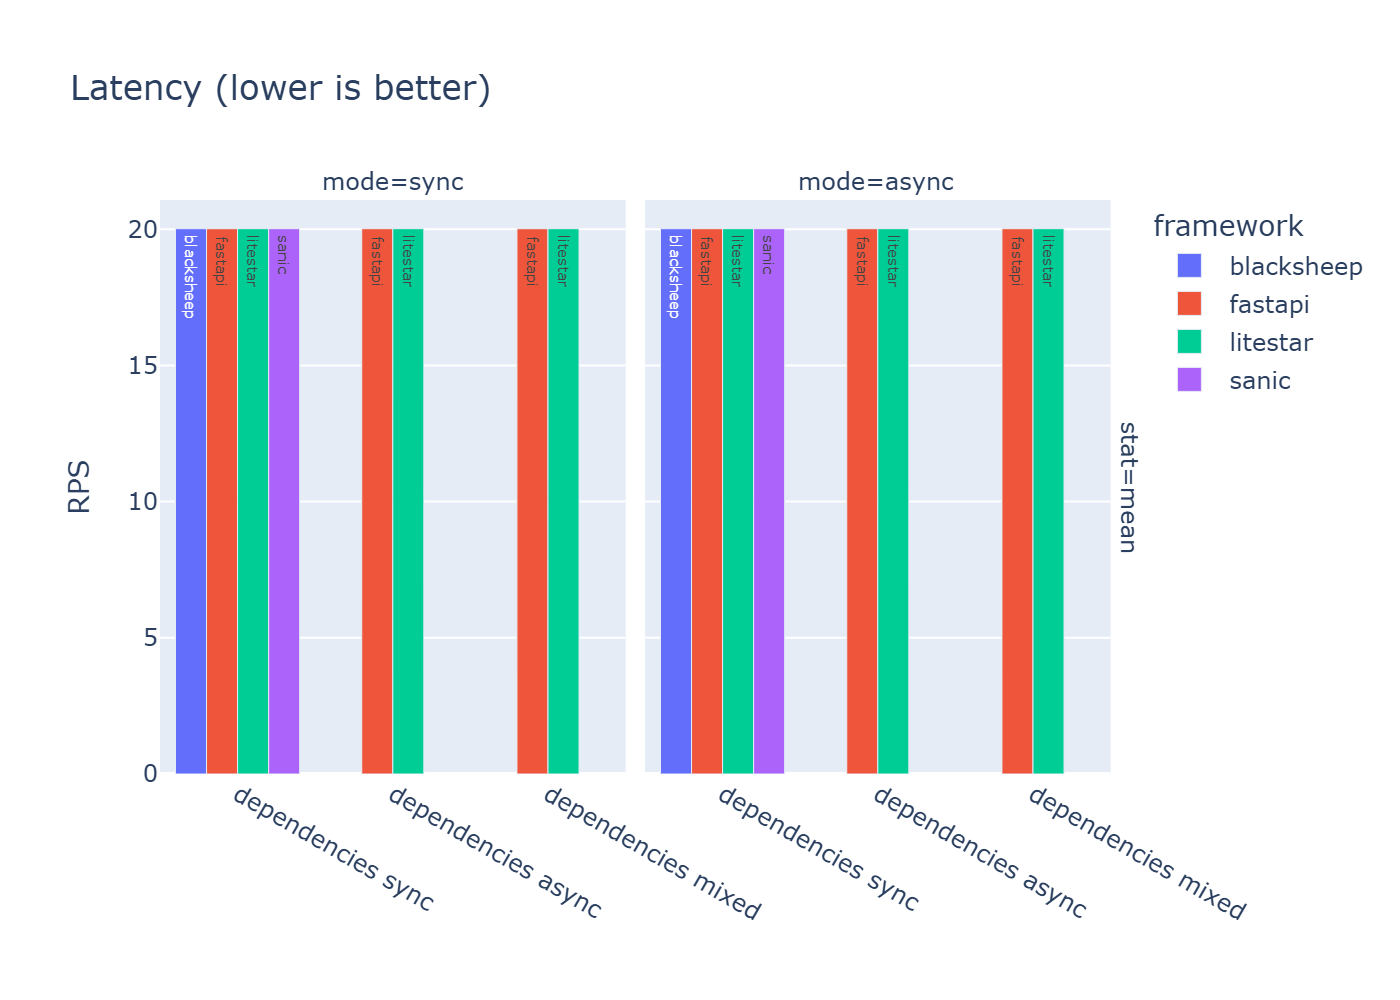 Latency (lower is better)
mode=sync
mode=async
framework
blacksheep
fastapi
litestar
sanic
stat=mean
RPS
20
15
10
5
0
blacksheep
fastapi
litestar
sanic
fastapi
litestar
fastapi
litestar
blacksheep
fastapi
litestar
sanic
fastapi
litestar
fastapi
litestar
dependencies sync
dependencies async
dependencies mixed
dependencies sync
dependencies async
dependencies mixed